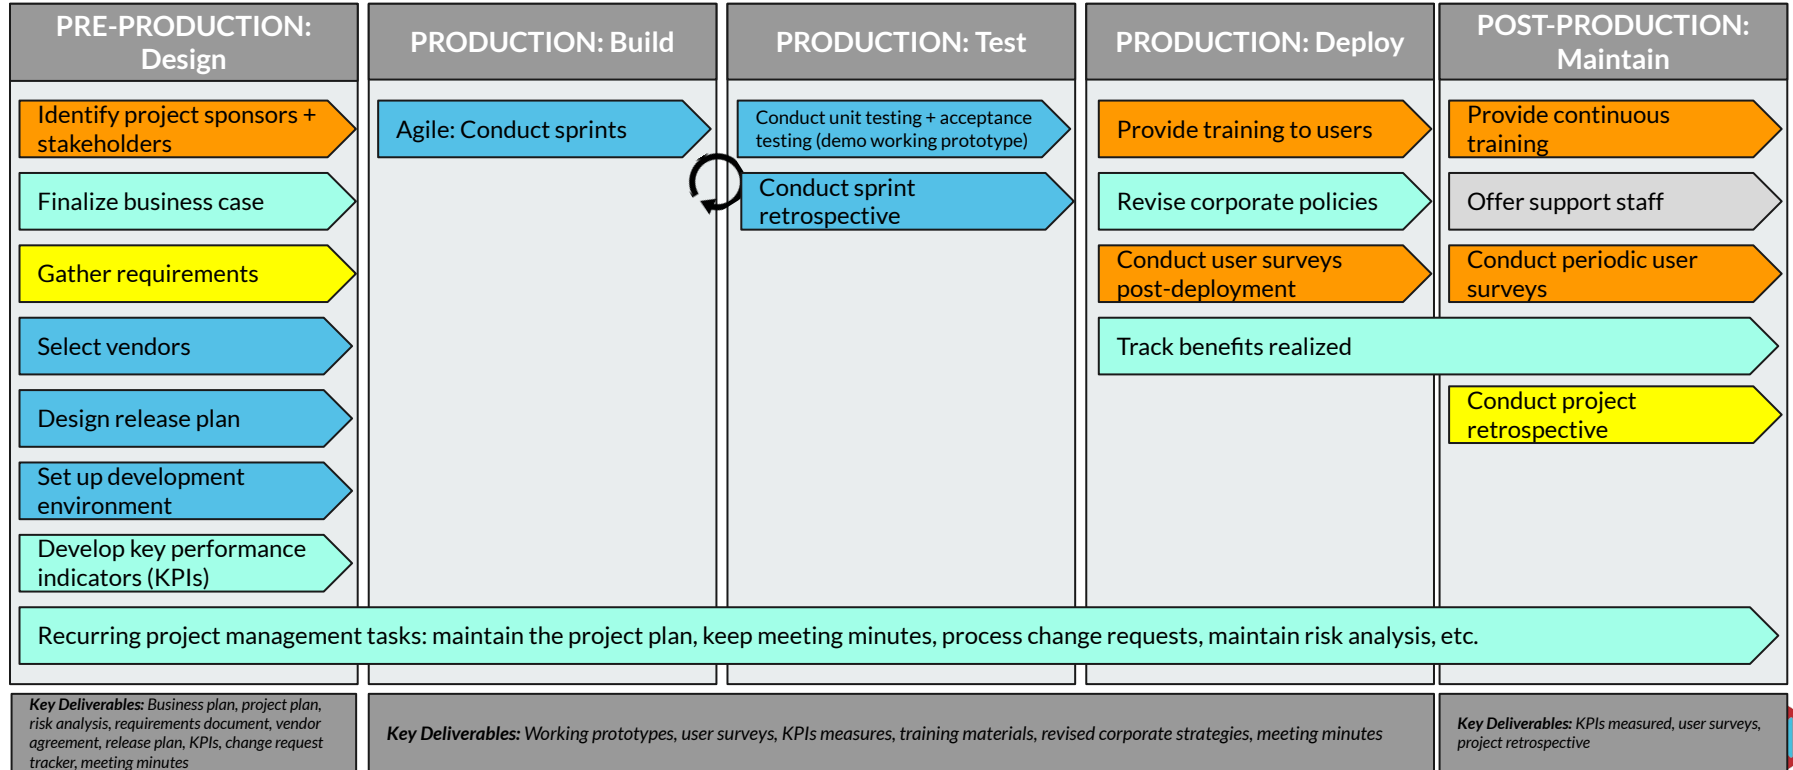 PRE-PRODUCTION:
Design
PRODUCTION: Build
PRODUCTION: Test
PRODUCTION: Deploy
POST-PRODUCTION:
Maintain
Identify project sponsors +
stakeholders
Finalize business case
Gather requirements
Select vendors
Design release plan
Set up development
environment
Develop key performance
indicators (KPIs)
Agile: Conduct sprints
Conduct unit testing + acceptance
testing (demo working prototype)
Conduct sprint
retrospective
Provide training to users
Revise corporate policies
Conduct user surveys
post-deployment
Track benefits realized
Provide continuous
training
Offer support staff
Conduct periodic user
surveys
Conduct project
retrospective
Recurring project management tasks: maintain the project plan, keep meeting minutes, process change requests, maintain risk analysis, etc.
Key Deliverables: Business plan, project plan,
risk analysis, requirements document, vendor
agreement, release plan, KPIs, change request
tracker, meeting minutes
Key Deliverables: Working prototypes, user surveys, KPIs measures, training materials, revised corporate strategies, meeting minutes
Key Deliverables: KPIs measured, user surveys,
project retrospective